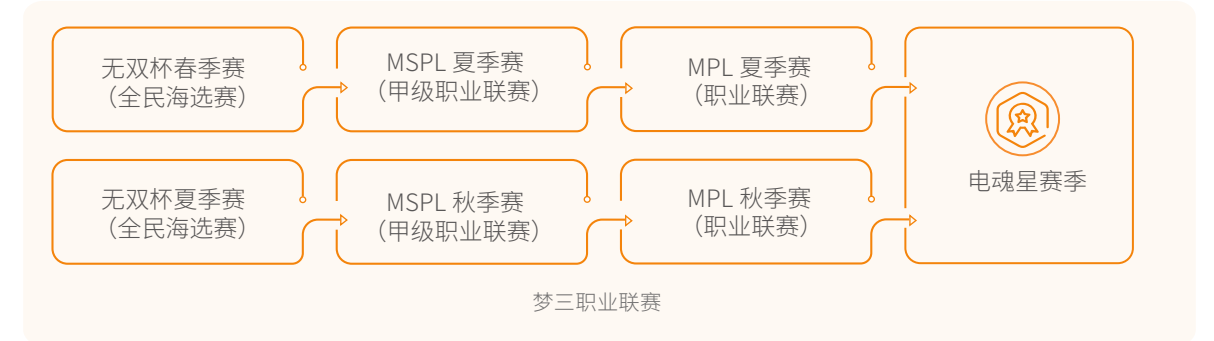 无双杯春季赛
（全民海选赛）
MSPL 夏季赛
（甲级职业联赛）
MPL 夏季赛
（职业联赛）
无双杯夏季赛
（全民海选赛）
MSPL 秋季赛
（甲级职业联赛）
MPL 秋季赛
（职业联赛）
电魂星赛季
梦三职业联赛